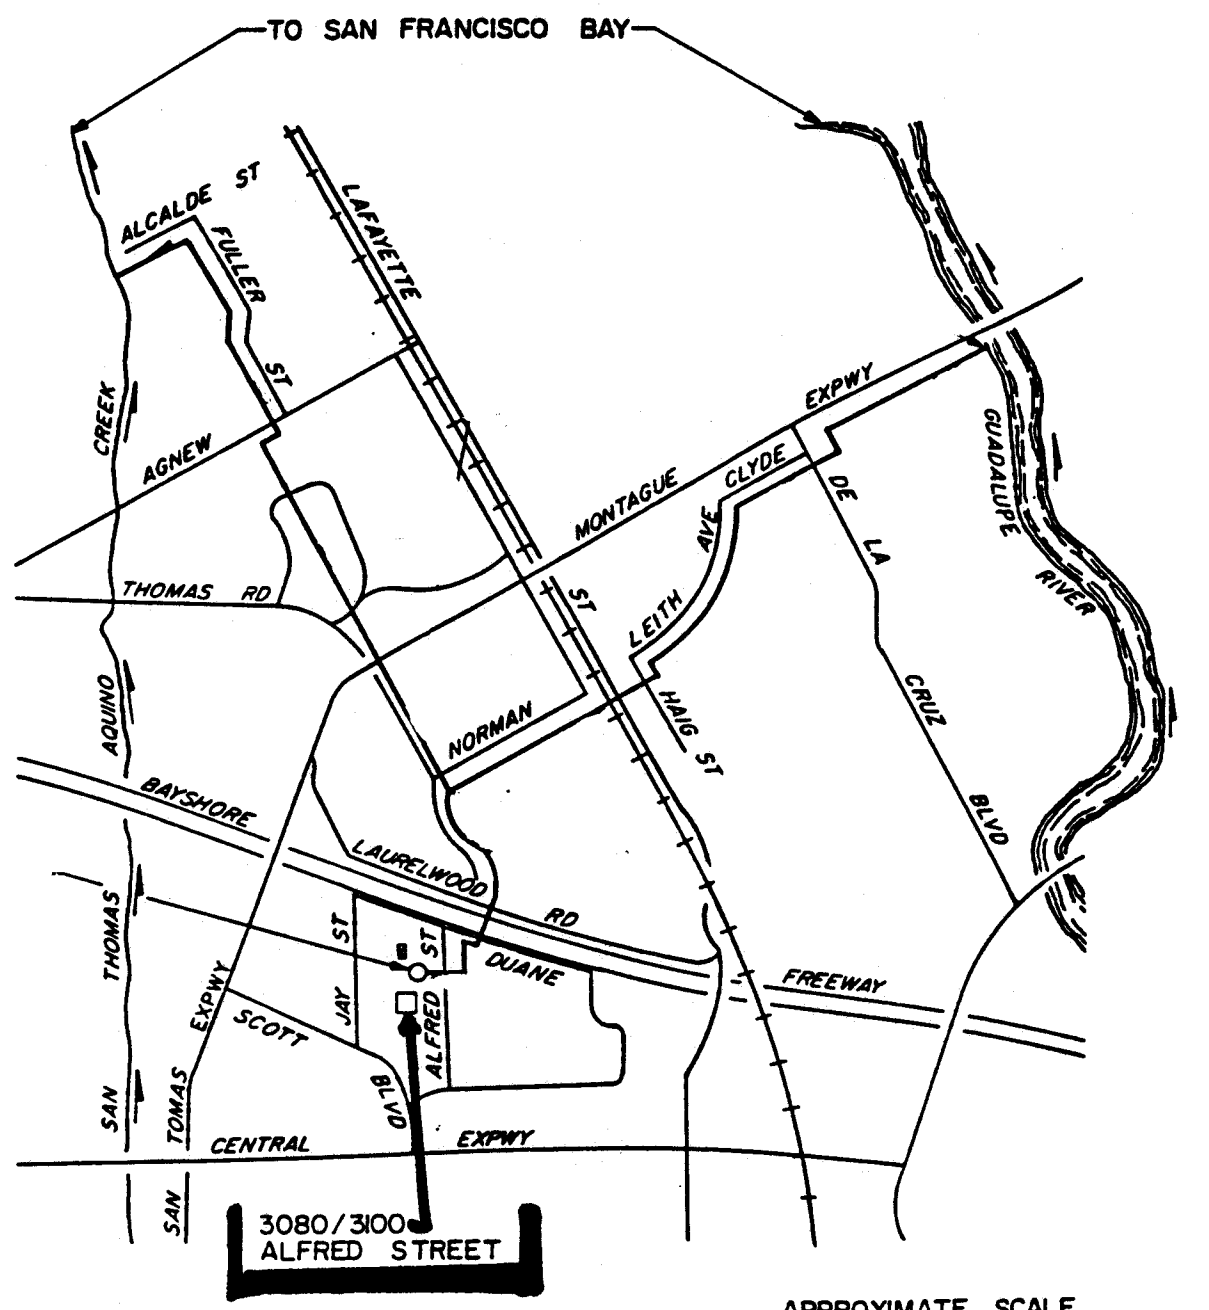 TO SAN FRANCISCO BAY
ALCALDE ST
FULLER ST
LAFAYETTE ST
CREEK
AGNEW
EXPWY
MONTAGUE
CLYDE
AVE
LEITH
DE LA CRUZ BLVD
GUADALUPE RIVER
THOMAS RD
AQUINO
NORMAN
HAIG ST
BAYSHORE
LAURELWOOD RD
THOMAS
JAY ST
ALFRED ST
DUANE
FREEWAY
EXPWY
SCOTT BLVD
SAN
TOMAS
SAN
CENTRAL EXPWY
3080/3100
ALFRED STREET
APPROXIMATE SCALE